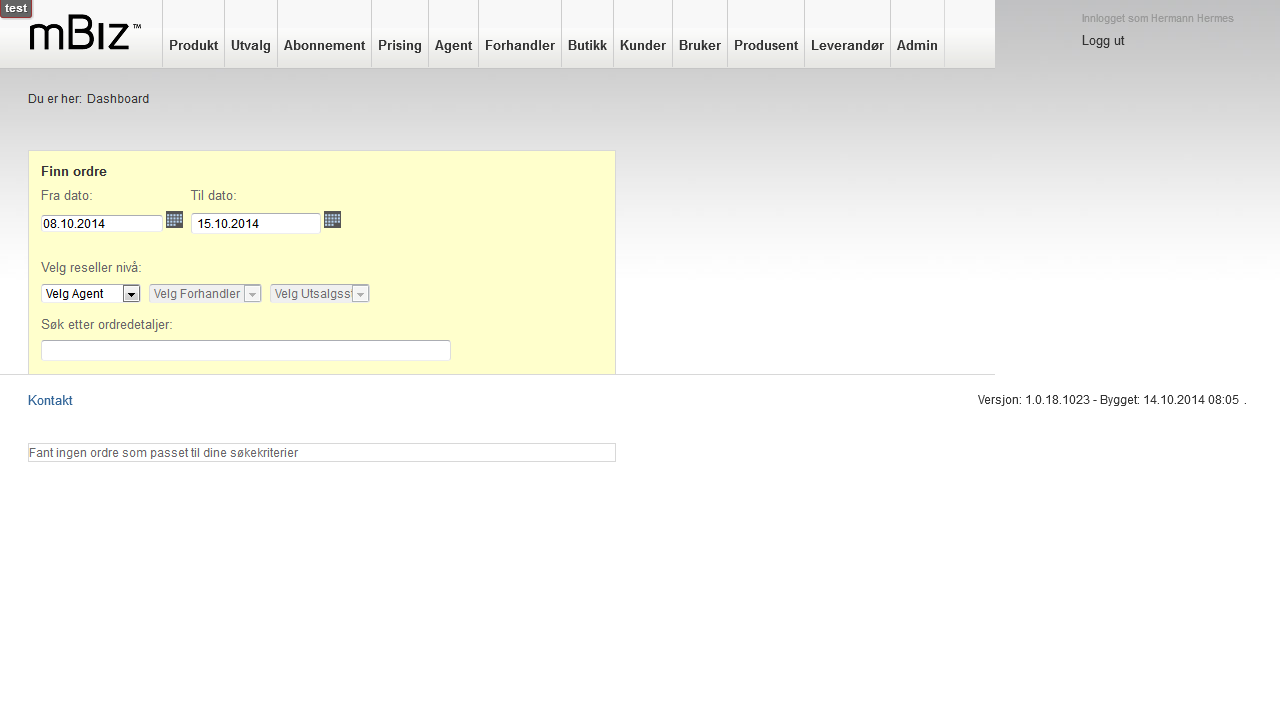 test
mBiz™
Produkt Utvalg Abonnement Prising Agent Forhandler Butikk Kunder Bruker Produsent Leverandør Admin
Innlogget som Hermann Hermes
Logg ut
Du er her: Dashboard
Finn ordre
Fra dato: Til dato:
08.10.2014 15.10.2014
Velg reseller nivå:
Velg Agent Velg Forhandler Velg Utsalgsst
Søk etter ordredetaljer:
Kontakt
Versjon: 1.0.18.1023 - Bygget: 14.10.2014 08:05 .
Fant ingen ordre som passet til dine søkekriterier